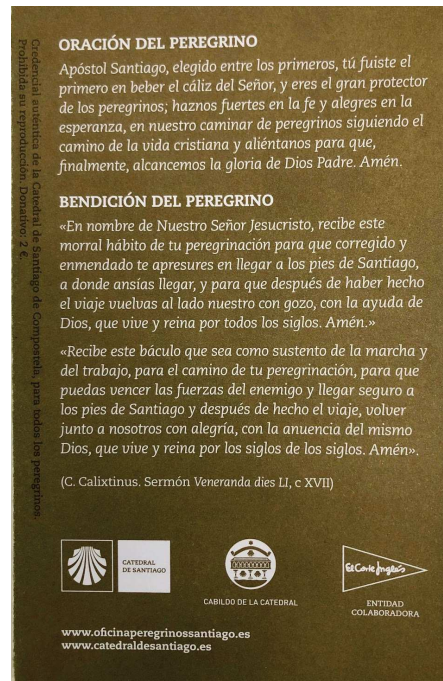 Credencial auténtica de la Catedral de Santiago de Compostela, para todos los peregrinos.
Prohibida su reproducción. Donativo: 2 €.
ORACIÓN DEL PEREGRINO
Apóstol Santiago, elegido entre los primeros, tú fuiste el
primero en beber el cáliz del Señor, y eres el gran protector
de los peregrinos; haznos fuertes en la fe y alegres en la
esperanza, en nuestro caminar de peregrinos siguiendo el
camino de la vida cristiana y aliéntanos para que,
finalmente, alcancemos la gloria de Dios Padre. Amén.
BENDICIÓN DEL PEREGRINO
«En nombre de Nuestro Señor Jesucristo, recibe este
morral hábito de tu peregrinación para que corregido y
enmendado te apresures en llegar a los pies de Santiago,
a donde ansías llegar, y para que después de haber hecho
el viaje vuelvas al lado nuestro con gozo, con la ayuda de
Dios, que vive y reina por todos los siglos. Amén.»
«Recibe este báculo que sea como sustento de la marcha y
del trabajo, para el camino de tu peregrinación, para que
puedas vencer las fuerzas del enemigo y llegar seguro a
los pies de Santiago y después de hecho el viaje, volver
junto a nosotros con alegría, con la anuencia del mismo
Dios, que vive y reina por los siglos de los siglos. Amén».
(C. Calixtinus. Sermón Veneranda dies LI, c XVII)
CATEDRAL
DE SANTIAGO
CABILDO DE LA CATEDRAL
El Corte Inglés
ENTIDAD
COLABORADORA
www.oficinaperegrinossantiago.es
www.catedraldesantiago.es